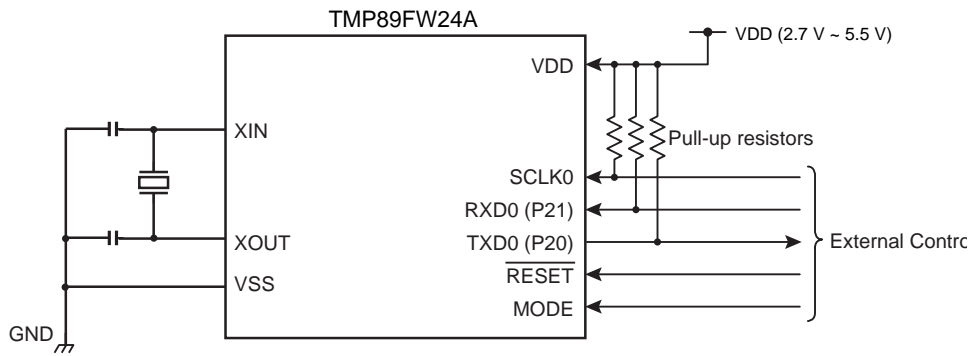 TMP89FW24A
VDD (2.7 V ~ 5.5 V)
VDD
XIN
Pull-up resistors
SCLK0
RXD0 (P21)
TXD0 (P20)
External Contro
XOUT
RESET
VSS
MODE
GND